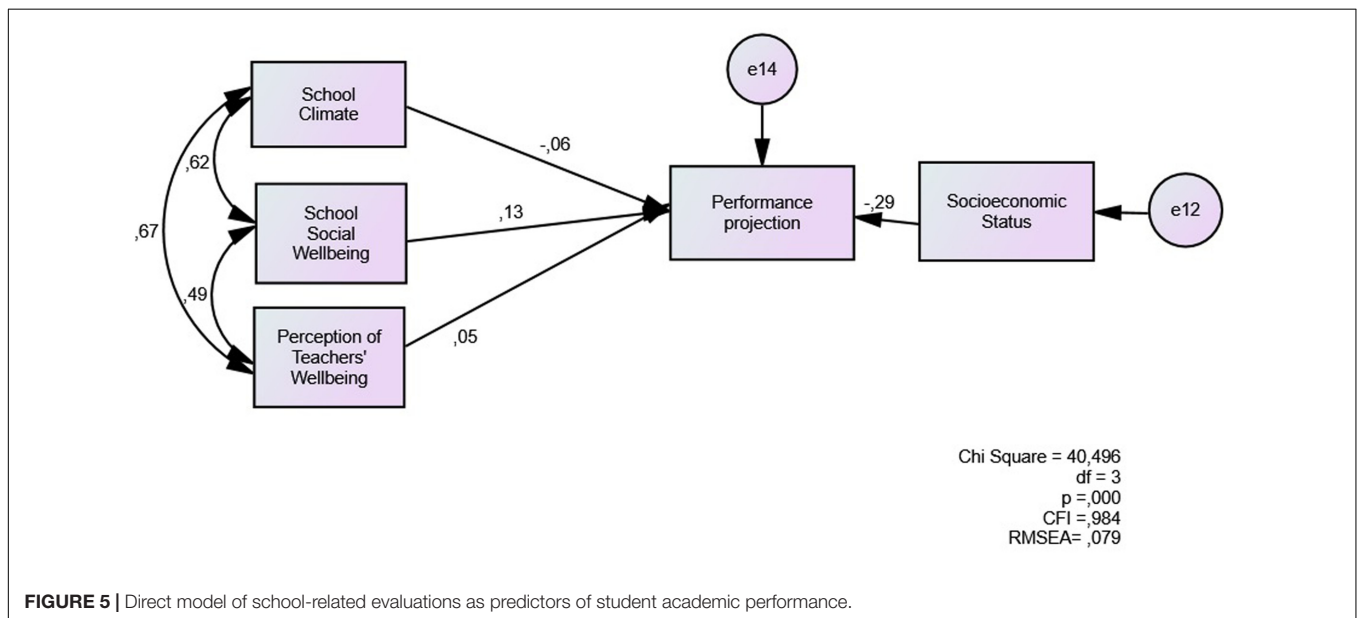 e14
School
Climate
,62
-,06
School
Social
Wellbeing
,13
Performance
projection
-,29
Socioeconomic
Status
e12
,67
,49
Perception of
Teachers'
Wellbeing
,05
Chi Square = 40,496
df = 3
p =,000
CFI =,984
RMSEA= ,079
FIGURE 5 | Direct model of school-related evaluations as predictors of student academic performance.